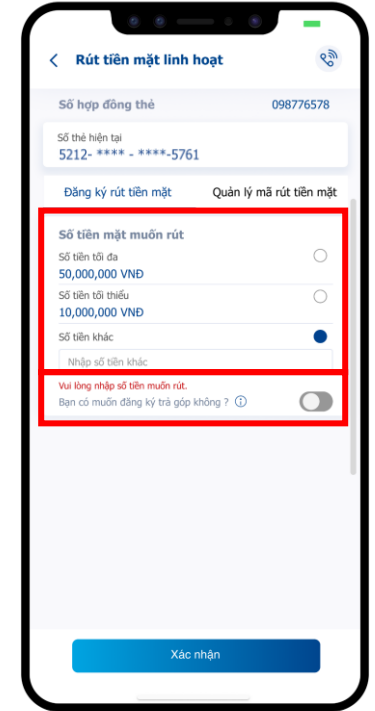 Rút tiền mặt linh hoạt
Số hợp đồng thẻ 098776578
Số thẻ hiện tại
5212- **** - ****-5761
Đăng ký rút tiền mặt Quản lý mã rút tiền mặt
Số tiền mặt muốn rút
Số tiền tối đa
50,000,000 VNĐ
Số tiền tối thiểu
10,000,000 VNĐ
Số tiền khác
Nhập số tiền khác
Vui lòng nhập số tiền muốn rút.
Bạn có muốn đăng ký trả góp không ?
Xác nhận